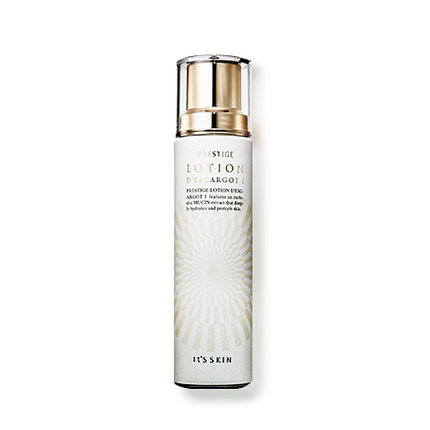 PRESTIGE
LOTION
D'ESCARGOT I
PRESTIGE LOTION D'ESC-
ARGOT I features an exclu-
sive MUCIN extract that deep-
ly hydrates and protects skin.
It'S SKIN